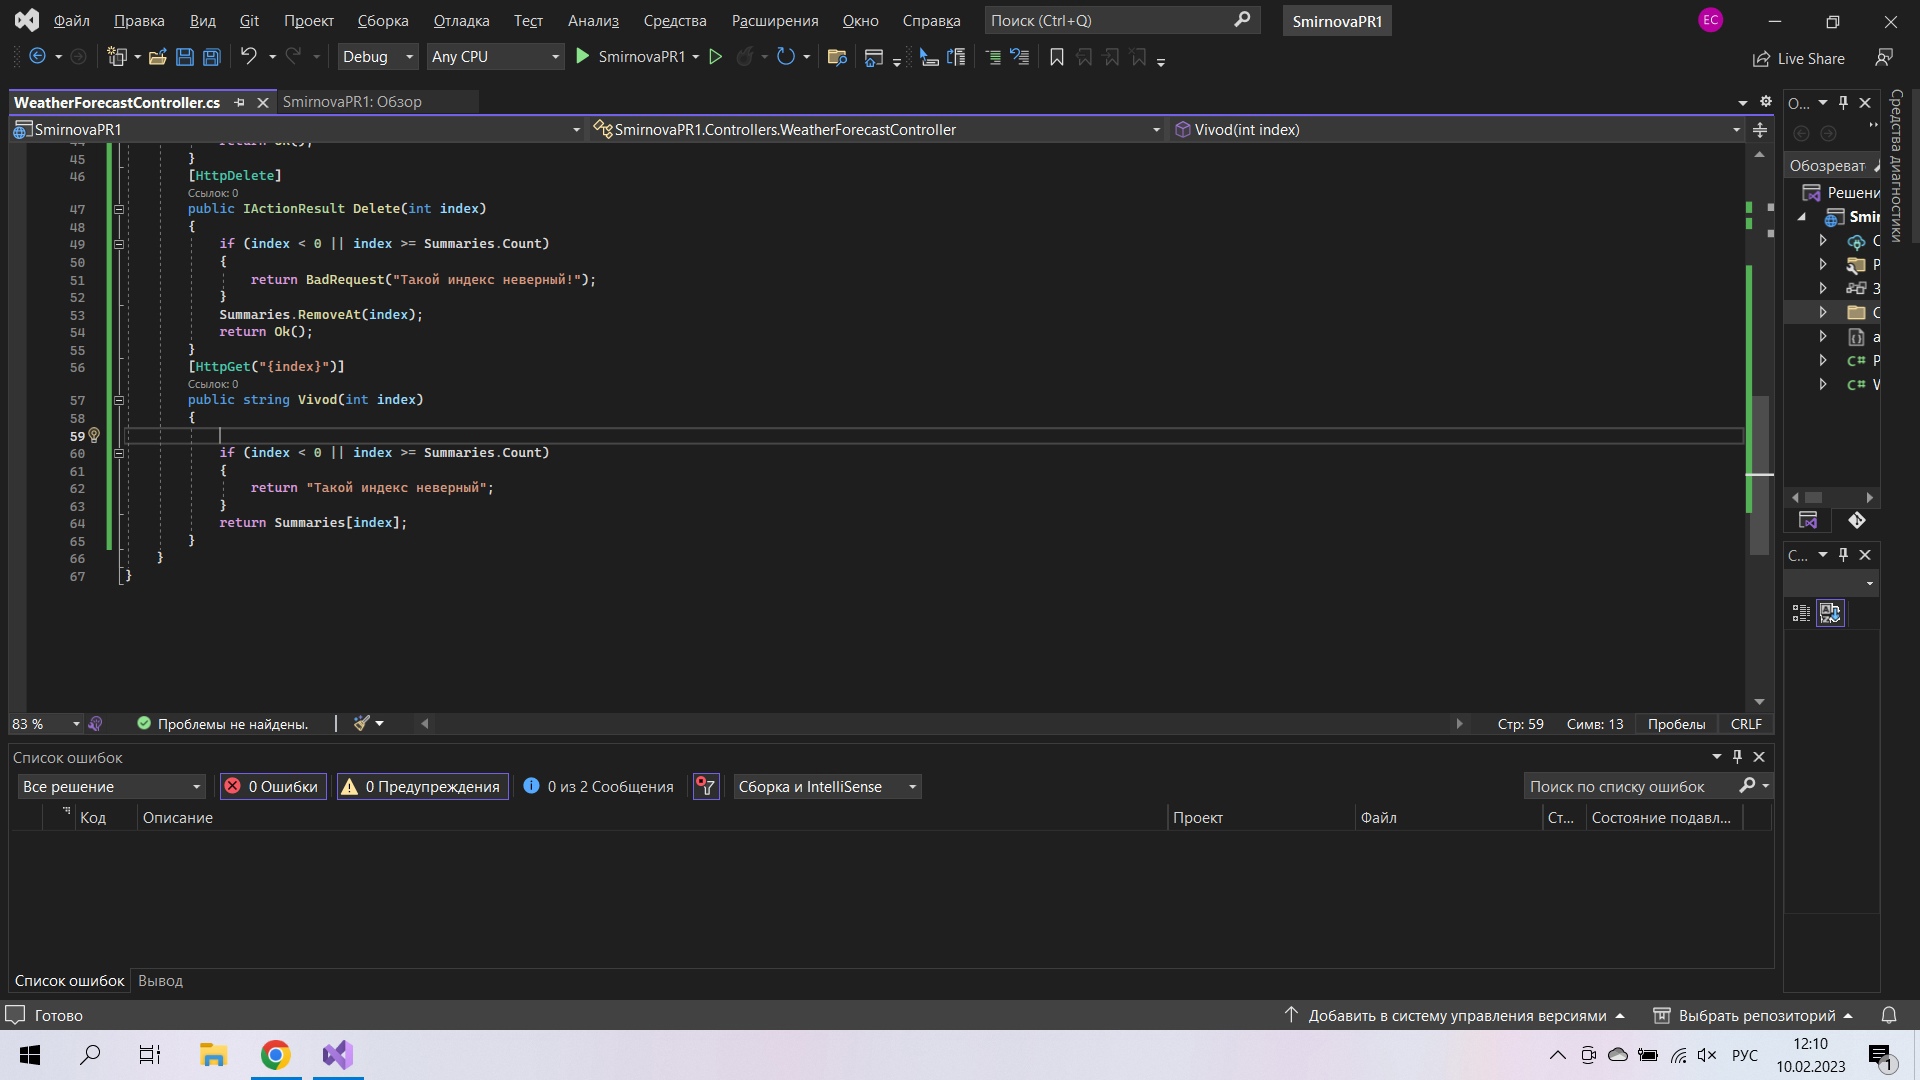 Файл Правка Вид Git Проект Сборка Отладка Тест Анализ Средства Расширения Окно Справка Поиск (Ctrl+Q) SmirnovaPR1 EC
Debug Any CPU SmirnovaPR1 Live Share
WeatherForecastController.cs SmirnovaPR1: Обзор
SmirnovaPR1 SmirnovaPR1.Controllers.WeatherForecastController Vivod(int index)
44 return Ok();
45 }
46 [HttpDelete]
Ссылок: 0
47 public IActionResult Delete(int index)
48 {
49 if (index < 0 || index >= Summaries.Count)
50 {
51 return BadRequest("Такой индекс неверный!");
52 }
53 Summaries.RemoveAt(index);
54 return Ok();
55 }
56 [HttpGet("{index}")]
Ссылок: 0
57 public string Vivod(int index)
58 {
59
60 if (index < 0 || index >= Summaries.Count)
61 {
62 return "Такой индекс неверный";
63 }
64 return Summaries[index];
65 }
66 }
67 }
83 % Проблемы не найдены. Стр: 59 Симв: 13 Пробелы CRLF
О...
Обозреват
Решени
Smir
C
P
З
C
a
C# P
C# W
С...
Средства диагностики
Список ошибок
Все решение 0 Ошибки 0 Предупреждения 0 из 2 Сообщения Сборка и IntelliSense Поиск по списку ошибок
Код Описание Проект Файл Ст... Состояние подавл...
Список ошибок Вывод
Готово Добавить в систему управления версиями Выбрать репозиторий
РУС 12:10
10.02.2023 1